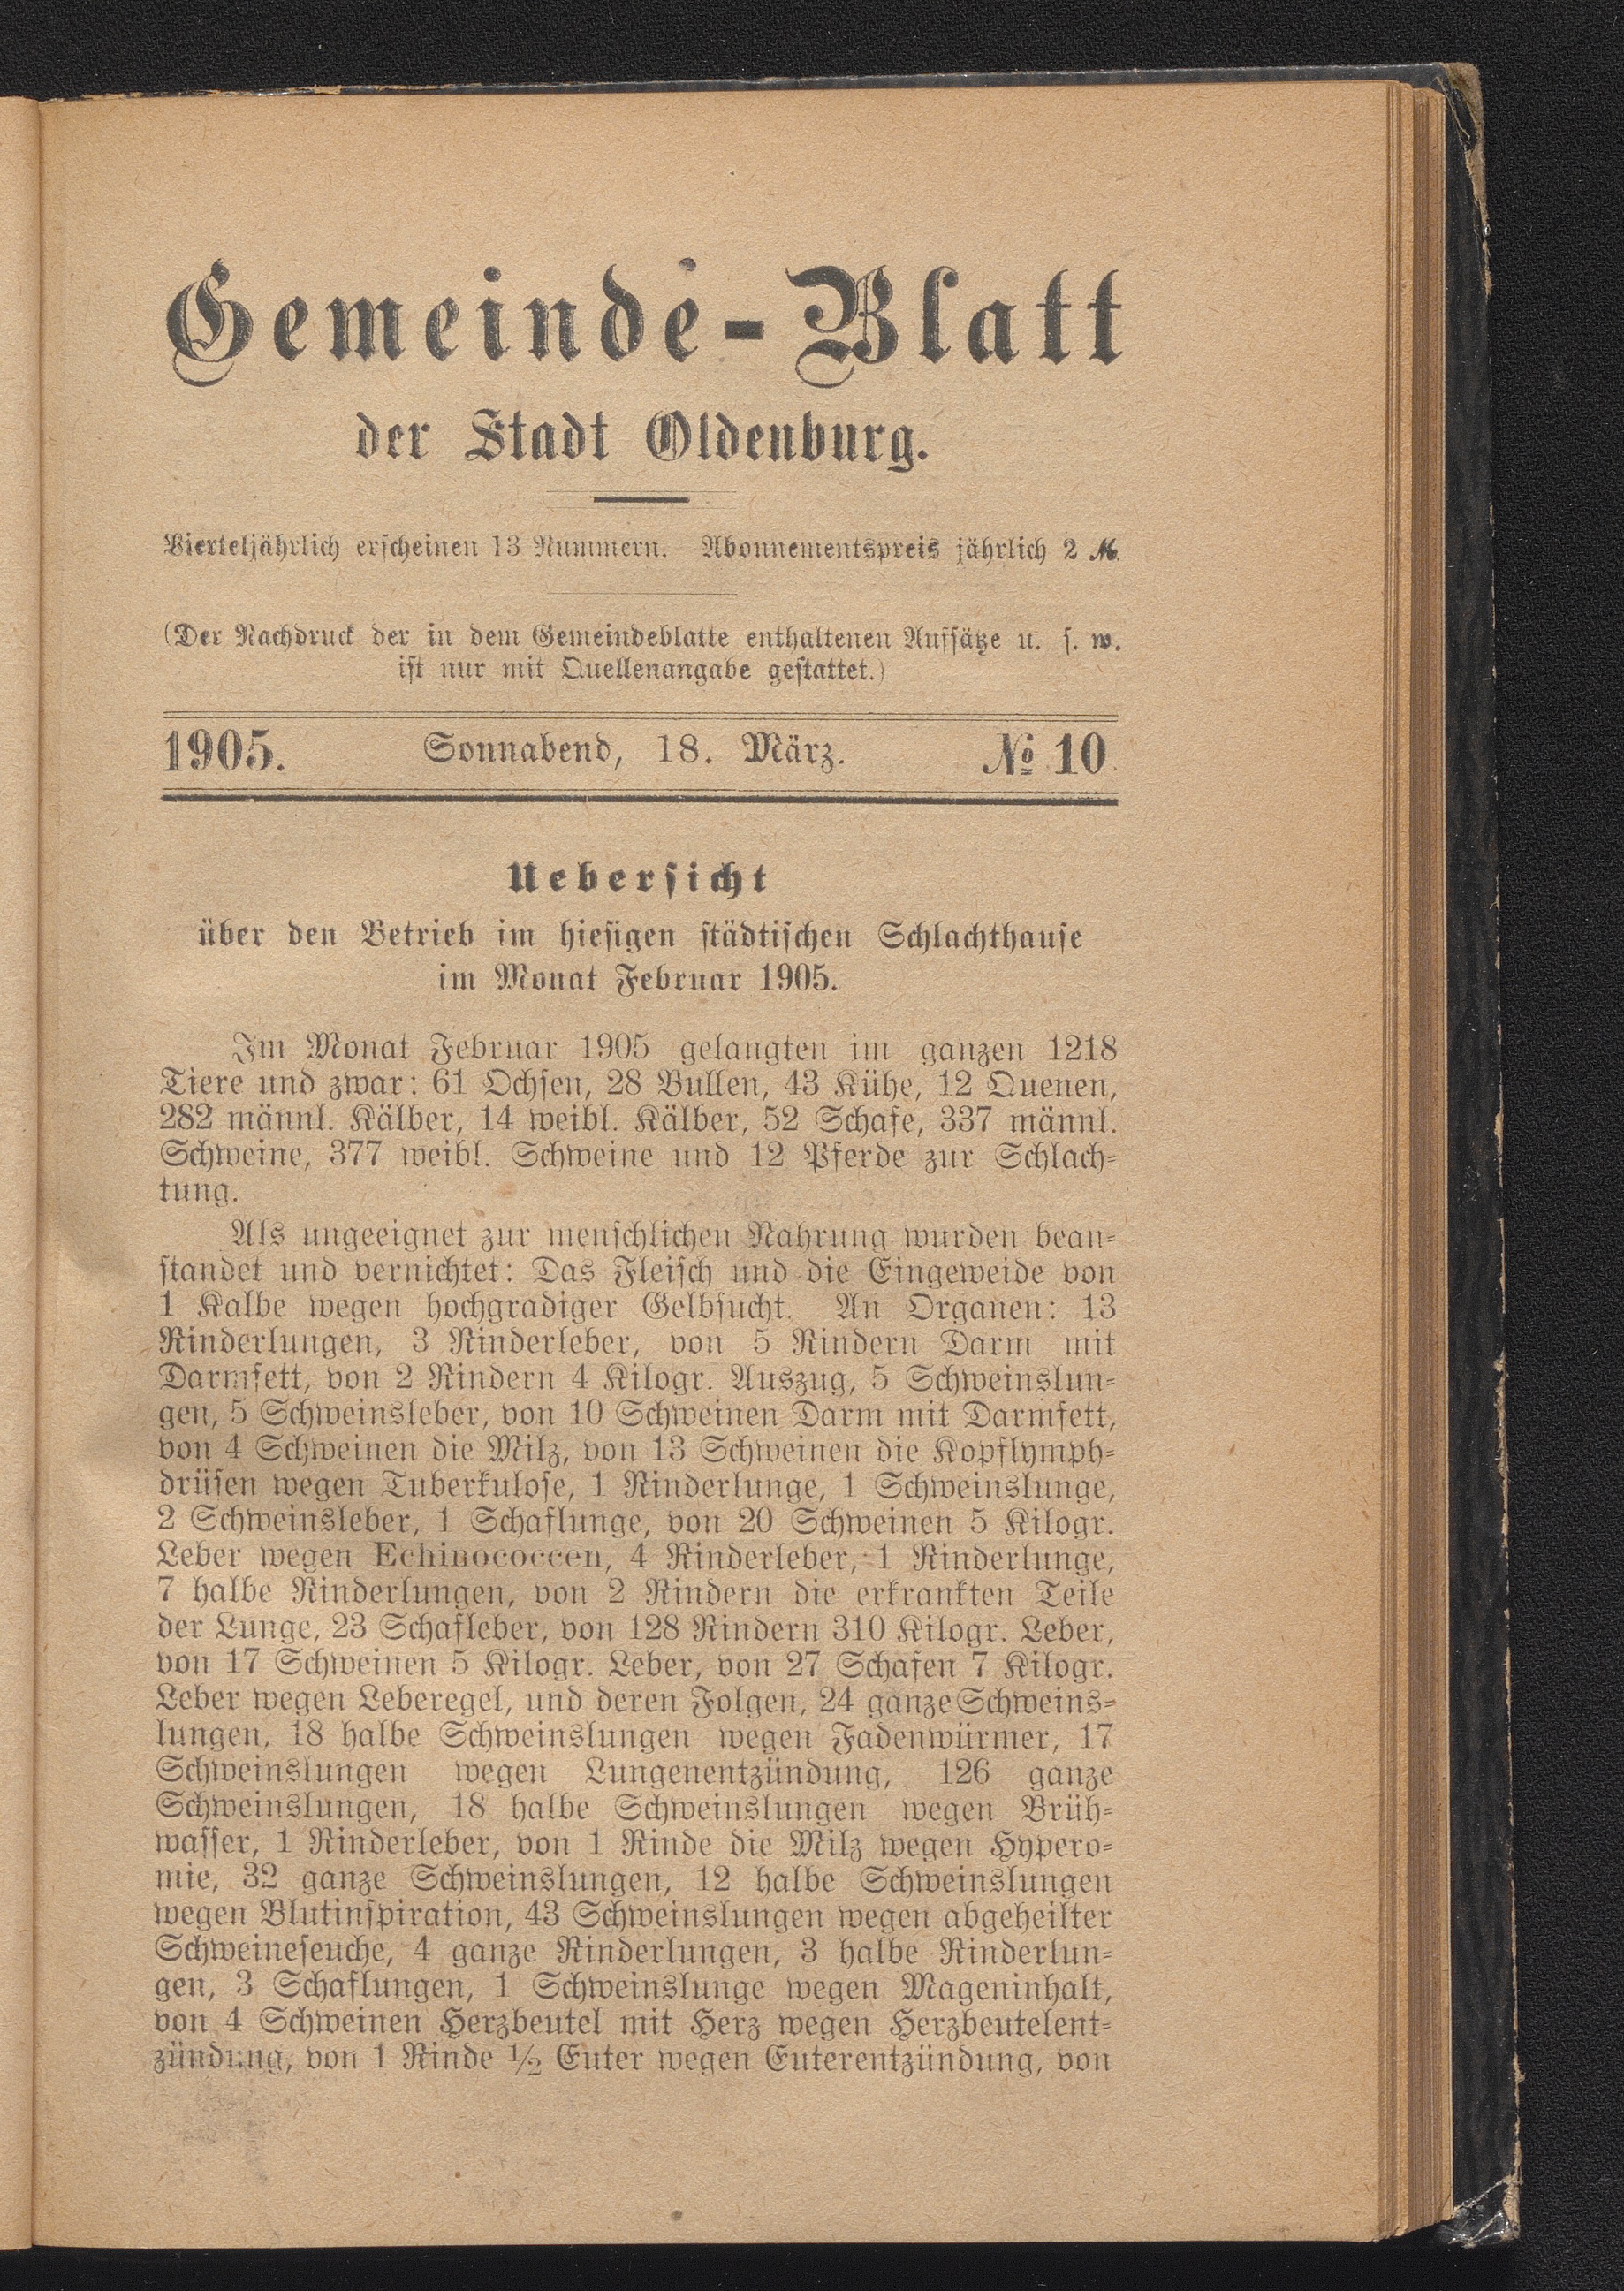 Gemeinde-Blatt
der Stadt Oldenburg.
Vierteljährlich erscheinen 13 Nummern. Abonnementspreis jährlich 2 ℳ.
(Der Nachdruck der in dem Gemeindeblatte enthaltenen Aufsätze u. s. w.
ist nur mit Quellenangabe gestattet.)
1905. Sonnabend, 18. März. № 10.
Uebersicht
über den Betrieb im hiesigen städtischen Schlachthause
im Monat Februar 1905.
Im Monat Februar 1905 gelangten im ganzen 1218
Tiere und zwar: 61 Ochsen, 28 Bullen, 43 Kühe, 12 Quenen,
282 männl. Kälber, 14 weibl. Kälber, 52 Schafe, 337 männl.
Schweine, 377 weibl. Schweine und 12 Pferde zur Schlach-
tung.
Als ungeeignet zur menschlichen Nahrung wurden bean-
standet und vernichtet: Das Fleisch und die Eingeweide von
1 Kalbe wegen hochgradiger Gelbsucht. An Organen: 13
Rinderlungen, 3 Rinderleber, von 5 Rindern Darm mit
Darmfett, von 2 Rindern 4 Kilogr. Auszug, 5 Schweinslun-
gen, 5 Schweinsleber, von 10 Schweinen Darm mit Darmfett,
von 4 Schweinen die Milz, von 13 Schweinen die Kopflymph-
drüsen wegen Tuberkulose, 1 Rinderlunge, 1 Schweinslunge,
2 Schweinsleber, 1 Schaflunge, von 20 Schweinen 5 Kilogr.
Leber wegen Echinococcen, 4 Rinderleber, 1 Rinderlunge,
7 halbe Rinderlungen, von 2 Rindern die erkrankten Teile
der Lunge, 23 Schafleber, von 128 Rindern 310 Kilogr. Leber,
von 17 Schweinen 5 Kilogr. Leber, von 27 Schafen 7 Kilogr.
Leber wegen Leberegel, und deren Folgen, 24 ganze Schweins-
lungen, 18 halbe Schweinslungen wegen Fadenwürmer, 17
Schweinslungen wegen Lungenentzündung, 126 ganze
Schweinslungen, 18 halbe Schweinslungen wegen Brüh-
wasser, 1 Rinderleber, von 1 Rinde die Milz wegen Hypero-
mie, 32 ganze Schweinslungen, 12 halbe Schweinslungen
wegen Blutinspiration, 43 Schweinslungen wegen abgeheilter
Schweineseuche, 4 ganze Rinderlungen, 3 halbe Rinderlun-
gen, 3 Schaflungen, 1 Schweinslunge wegen Mageninhalt,
von 4 Schweinen Herzbeutel mit Herz wegen Herzbeutelent-
zündung, von 1 Rinde ½ Euter wegen Euterentzündung, von